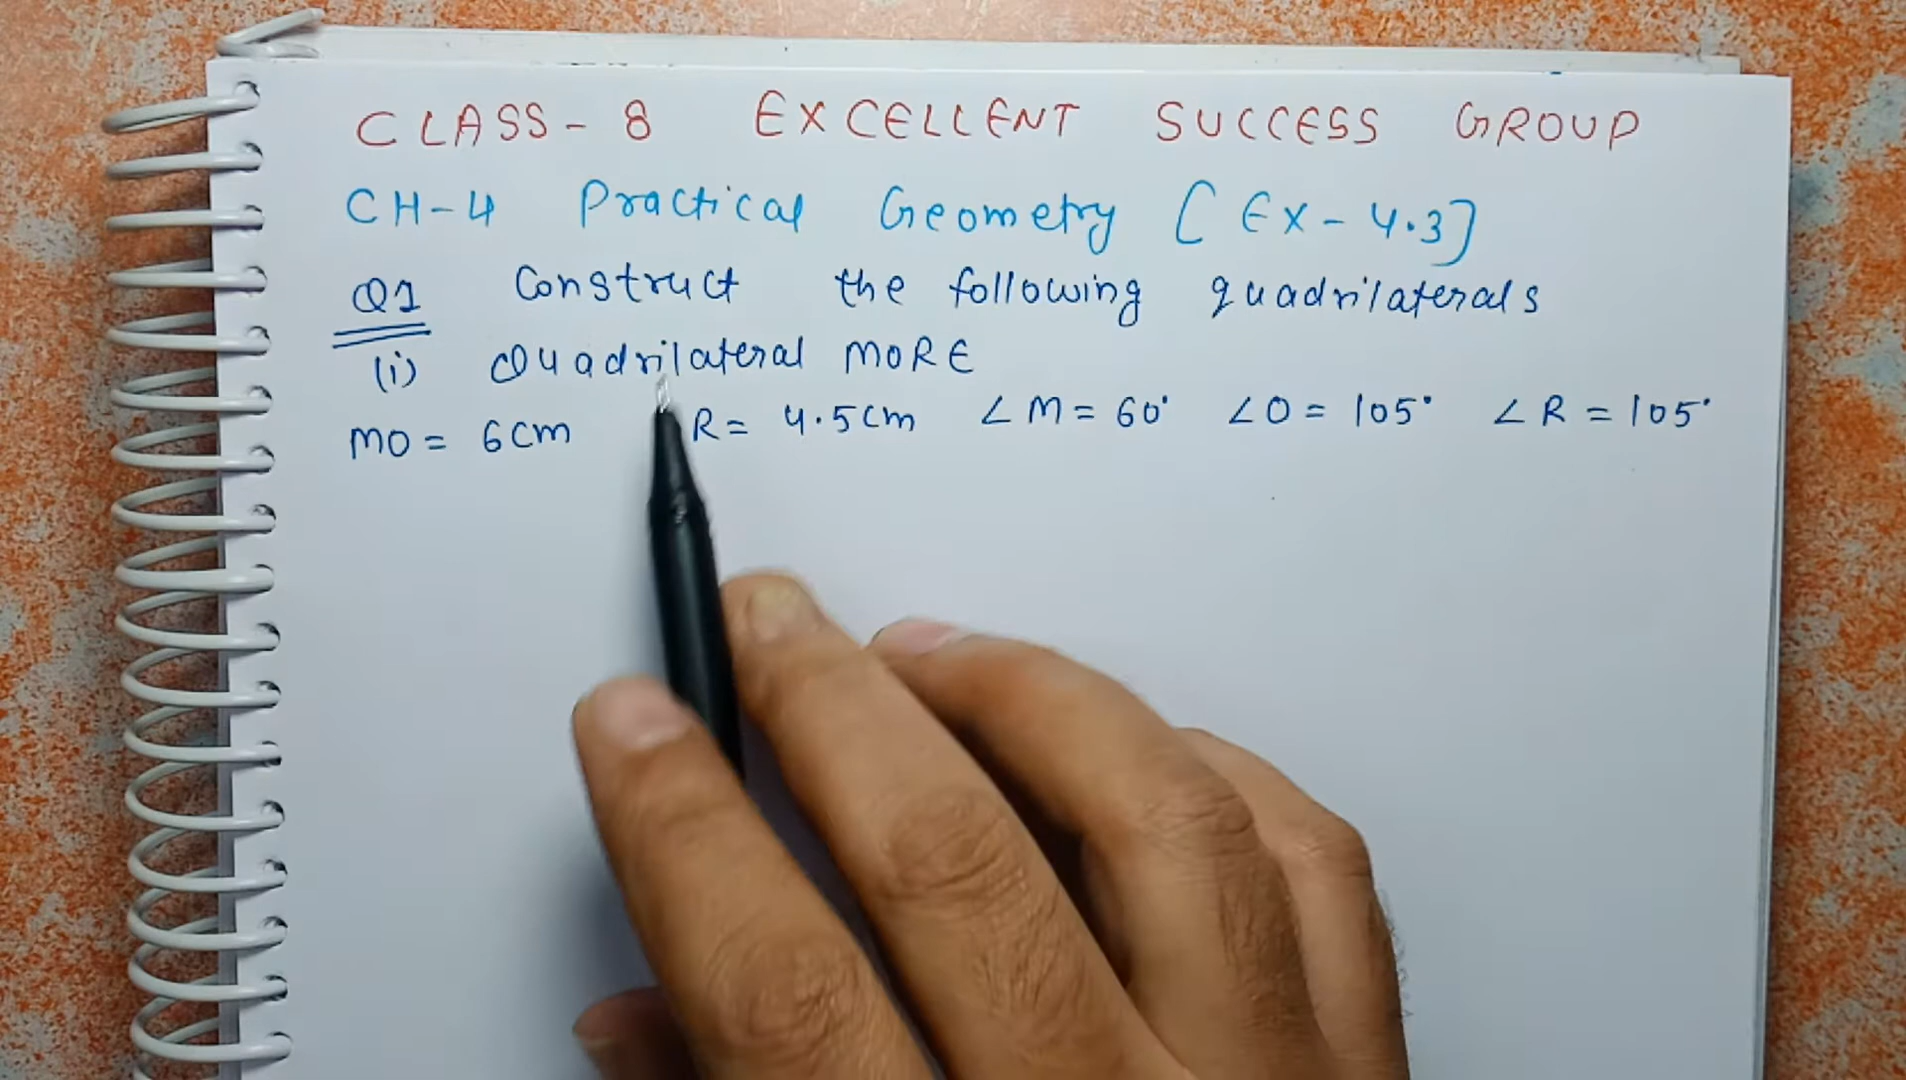 CLASS - 8 EXCELLENT SUCCESS GROUP
CH-4 Practical Geometry [EX-4.3]
Q1 Construct the following quadrilaterals
(i) Quadrilateral MORE
MO = 6cm R = 4.5cm ∠M = 60° ∠O = 105° ∠R = 105°